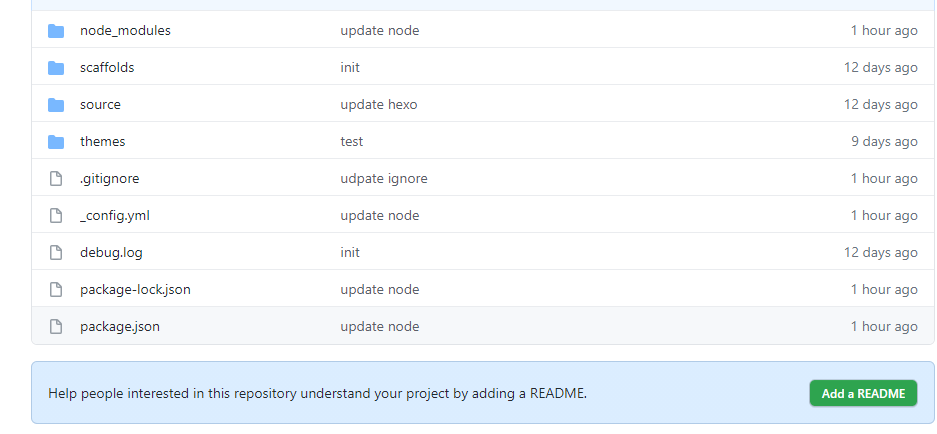 node_modules update node 1 hour ago
scaffolds init 12 days ago
source update hexo 12 days ago
themes test 9 days ago
.gitignore udpate ignore 1 hour ago
_config.yml update node 1 hour ago
debug.log init 12 days ago
package-lock.json update node 1 hour ago
package.json update node 1 hour ago
Help people interested in this repository understand your project by adding a README. Add a README